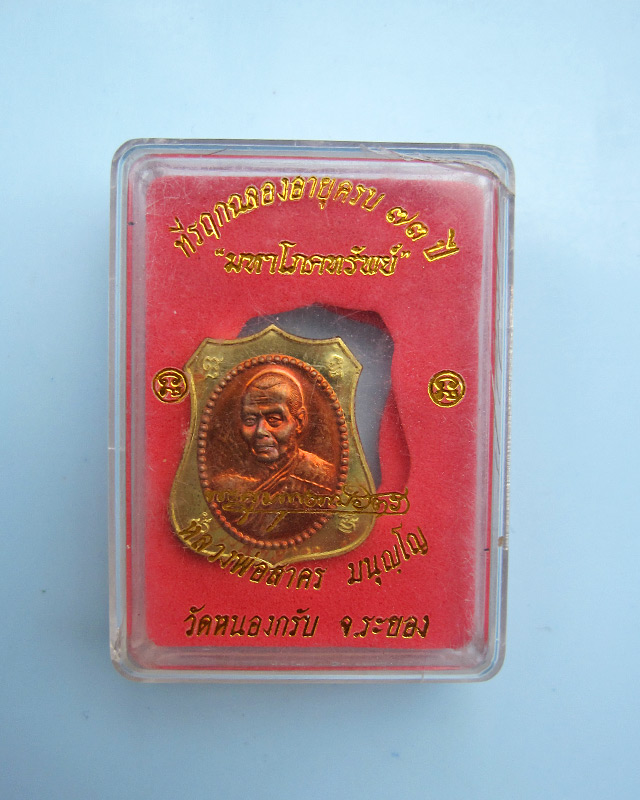 ที่ระฤกฉลองอายุครบ ๗๓ ปี
"มหาโภคทรัพย์"
หลวงพ่อสาคร มนุญฺโญ
วัดหนองกรับ จ.ระยอง